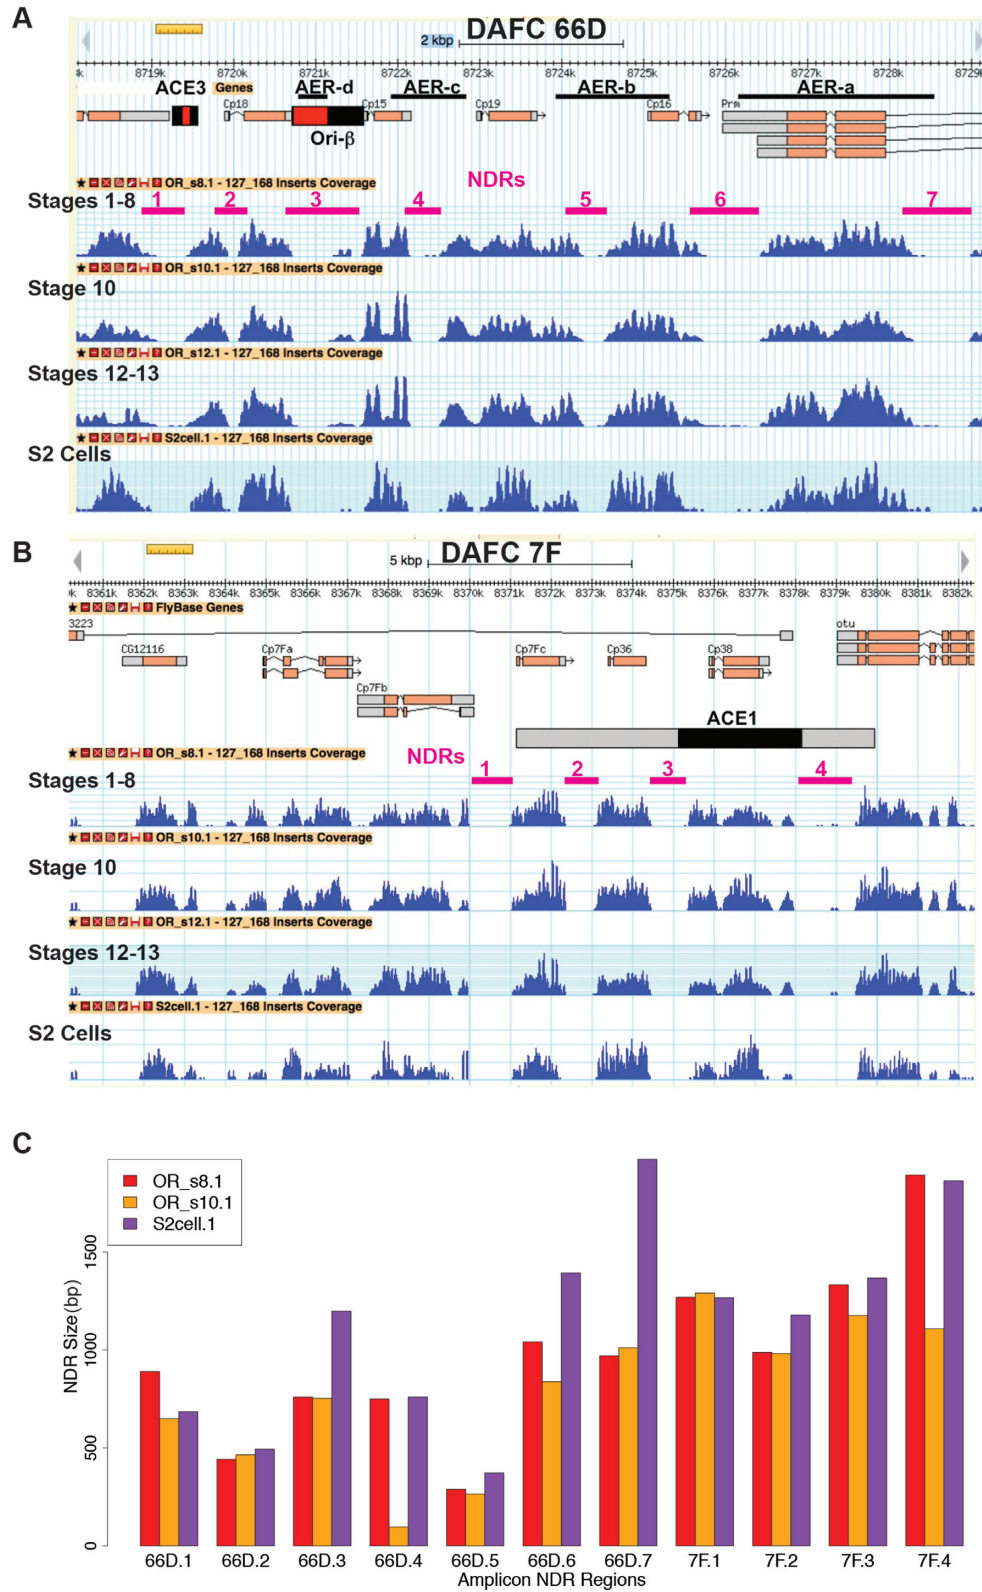 A
DAFC 66D
2 kbp
8719k 8720k 8721k 8722k 8723k 8724k 8725k 8726k 8727k 8728k 8729k
ACE3 Genes AER-d AER-c AER-b AER-a
Cp18 Cp15 Cp19 Cp16 Prm
Ori-β
OR_s8.1 - 127_168 Inserts Coverage
NDRs
Stages 1-8
1 2 3 4 5 6 7
OR_s10.1 - 127_168 Inserts Coverage
Stage 10
OR_s12.1 - 127_168 Inserts Coverage
Stages 12-13
S2cell.1 - 127_168 Inserts Coverage
S2 Cells
B
DAFC 7F
5 kbp
8361k 8362k 8363k 8364k 8365k 8366k 8367k 8368k 8369k 8370k 8371k 8372k 8373k 8374k 8375k 8376k 8377k 8378k 8379k 8380k 8381k 8382k
FlyBase Genes
3223 otu
CG12116 Cp7Fa Cp7Fc Cp36 Cp38
Cp7Fb
ACE1
OR_s8.1 - 127_168 Inserts Coverage
NDRs 1 2 3 4
Stages 1-8
OR_s10.1 - 127_168 Inserts Coverage
Stage 10
OR_s12.1 - 127_168 Inserts Coverage
Stages 12-13
S2cell.1 - 127_168 Inserts Coverage
S2 Cells
C
OR_s8.1
OR_s10.1
S2cell.1
NDR Size(bp)
1500
1000
500
0
66D.1 66D.2 66D.3 66D.4 66D.5 66D.6 66D.7 7F.1 7F.2 7F.3 7F.4
Amplicon NDR Regions